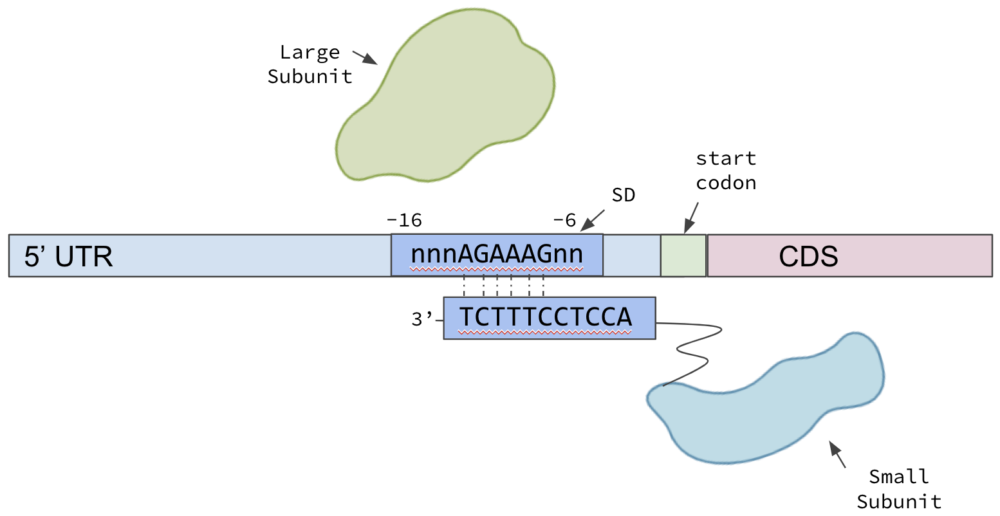 Large
Subunit
start
codon
SD
-16
-6
5’ UTR
nnnAGAAAGnn
CDS
3’
TCTTTCCTCCA
Small
Subunit